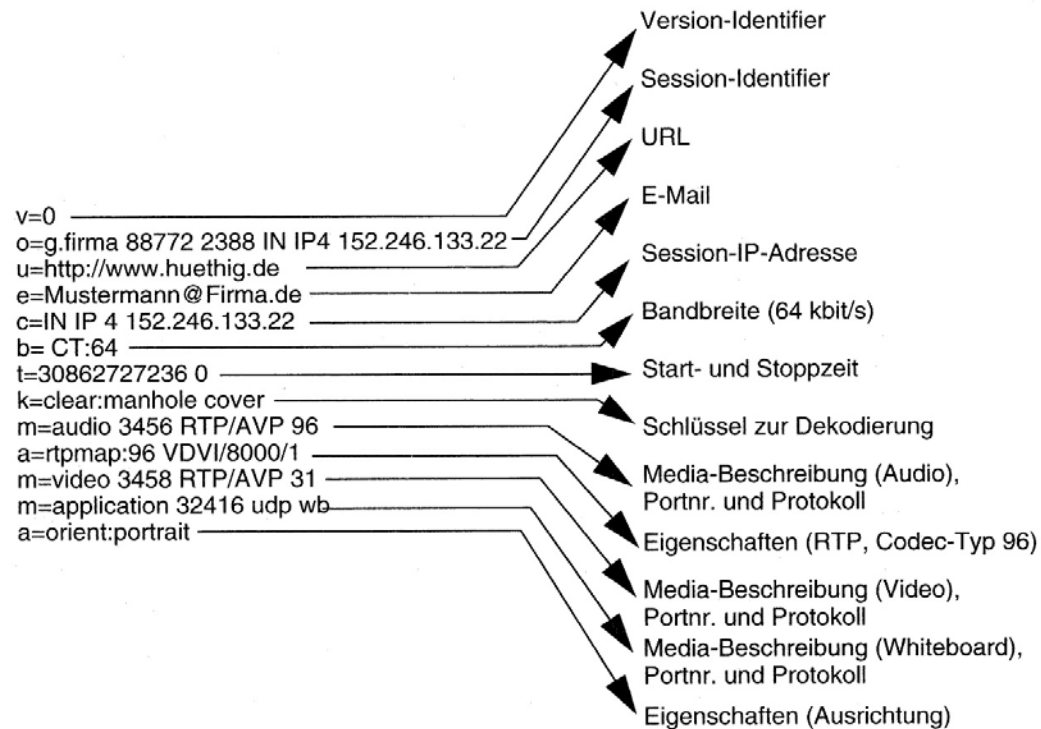 Version-Identifier
Session-Identifier
URL
E-Mail
Session-IP-Adresse
Bandbreite (64 kbit/s)
Start- und Stoppzeit
Schlüssel zur Dekodierung
Media-Beschreibung (Audio),
Portnr. und Protokoll
Eigenschaften (RTP, Codec-Typ 96)
Media-Beschreibung (Video),
Portnr. und Protokoll
Media-Beschreibung (Whiteboard),
Portnr. und Protokoll
Eigenschaften (Ausrichtung)
v=0
o=g.firma 88772 2388 IN IP4 152.246.133.22
u=http://www.huethig.de
e=Mustermann@Firma.de
c=IN IP 4 152.246.133.22
b= CT:64
t=30862727236 0
k=clear:manhole cover
m=audio 3456 RTP/AVP 96
a=rtpmap:96 VDVI/8000/1
m=video 3458 RTP/AVP 31
m=application 32416 udp wb
a=orient:portrait